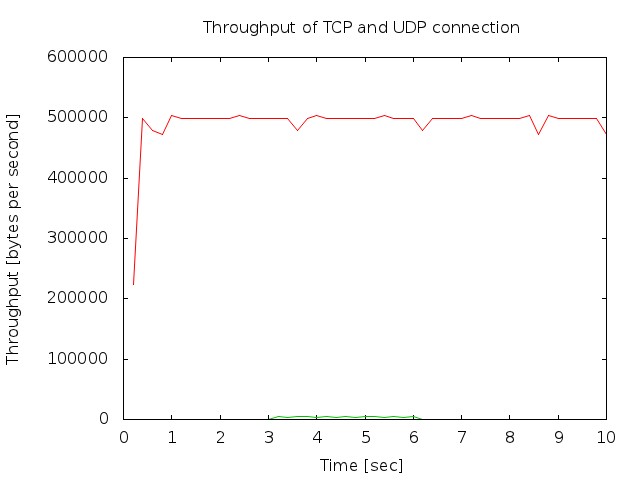 Throughput of TCP and UDP connection
600000
500000
400000
300000
200000
100000
0
Throughput [bytes per second]
0 1 2 3 4 5 6 7 8 9 10
Time [sec]